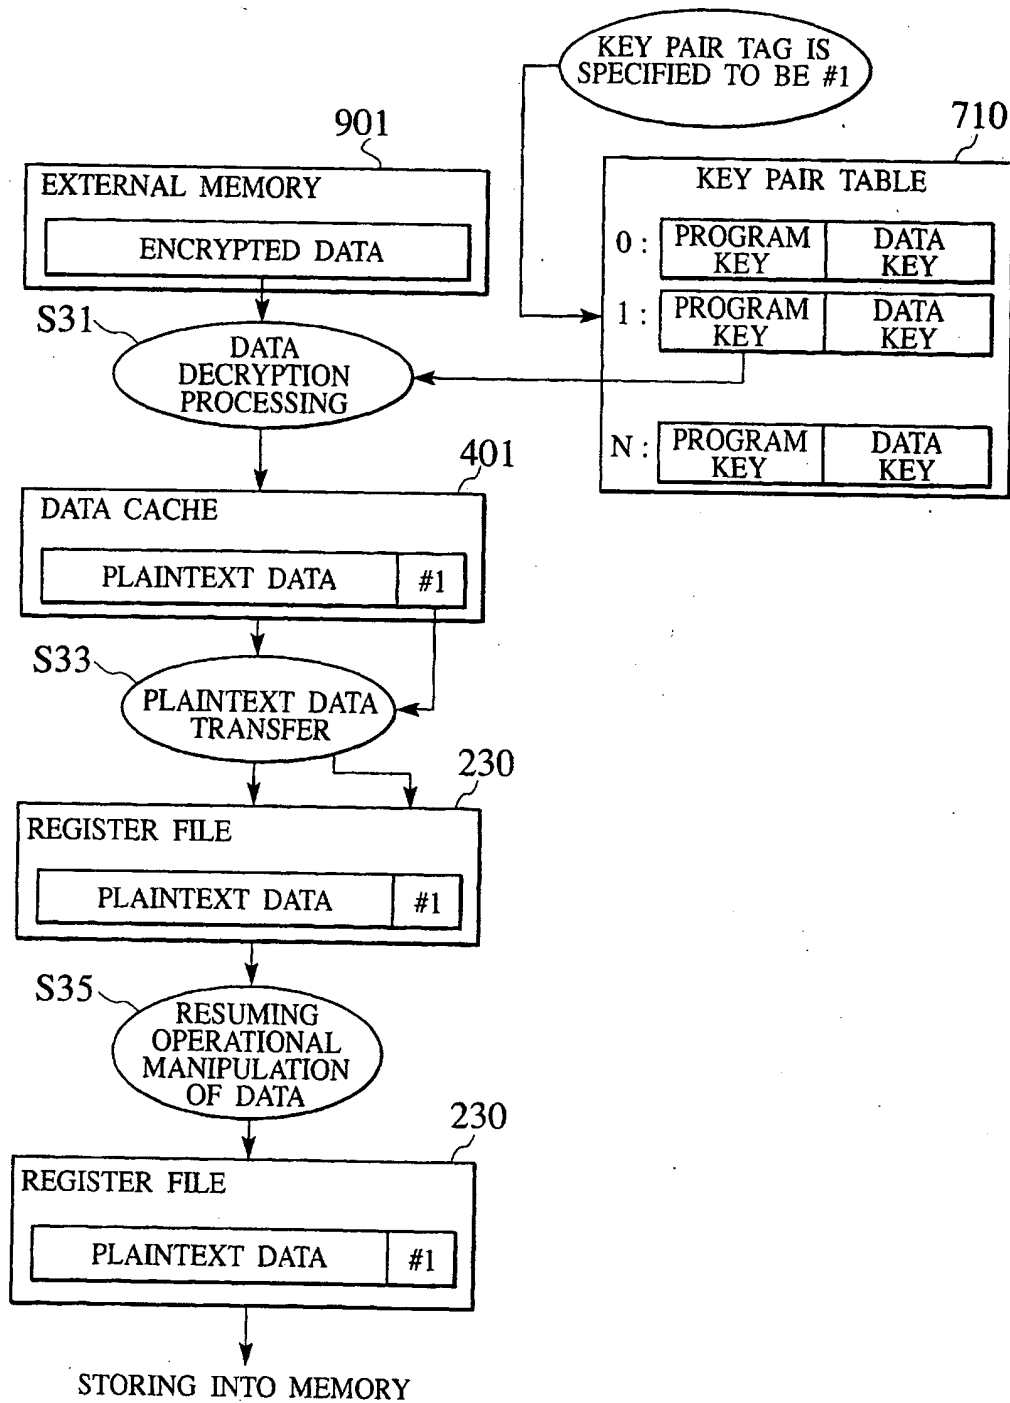 KEY PAIR TAG IS
SPECIFIED TO BE #1
901
710
EXTERNAL MEMORY
ENCRYPTED DATA
KEY PAIR TABLE
0 : PROGRAM KEY DATA KEY
1 : PROGRAM KEY DATA KEY
N : PROGRAM KEY DATA KEY
S31
DATA
DECRYPTION
PROCESSING
401
DATA CACHE
PLAINTEXT DATA #1
S33
PLAINTEXT DATA
TRANSFER
230
REGISTER FILE
PLAINTEXT DATA #1
S35
RESUMING
OPERATIONAL
MANIPULATION
OF DATA
230
REGISTER FILE
PLAINTEXT DATA #1
STORING INTO MEMORY